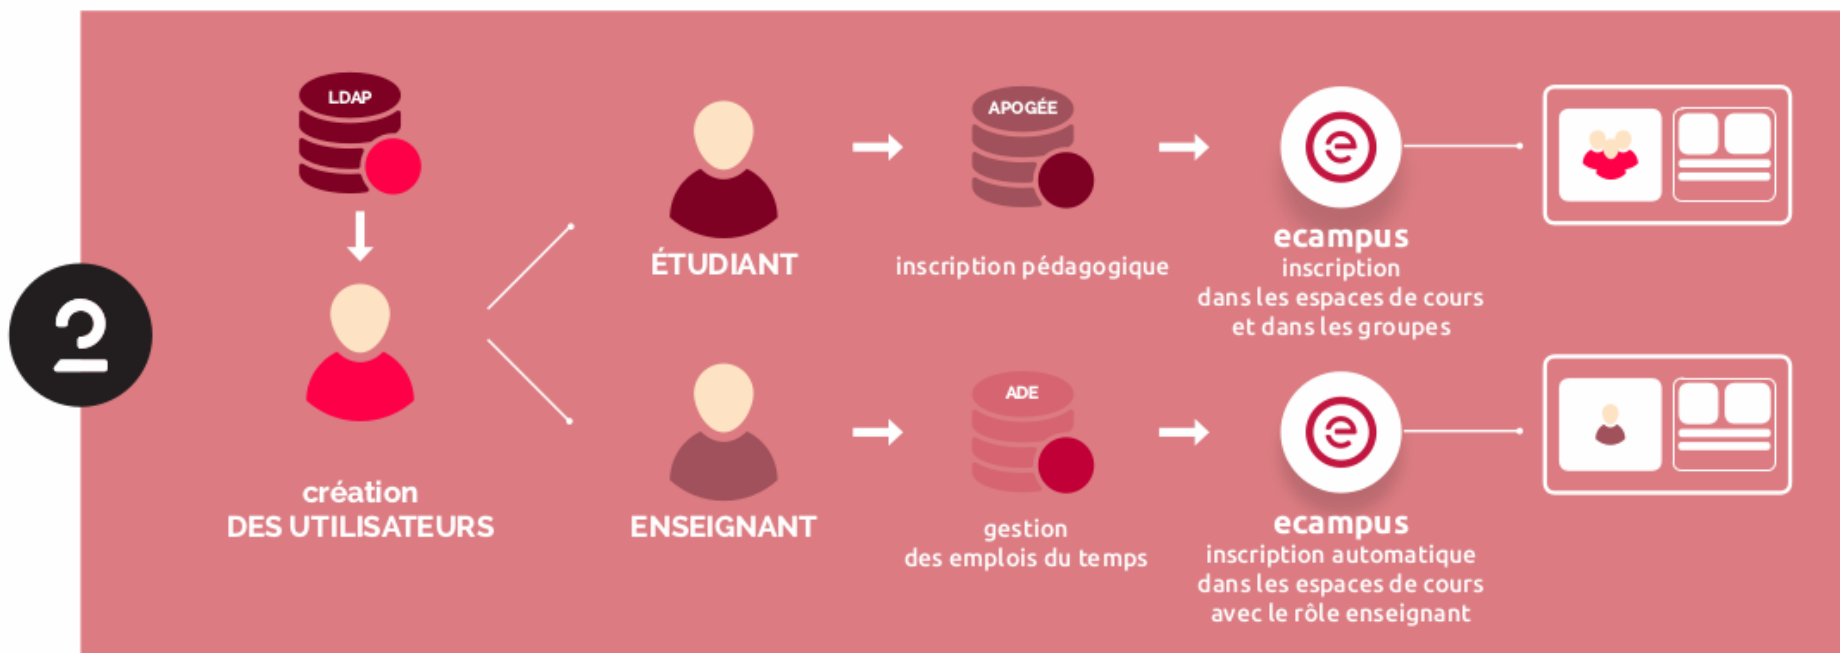 2
LDAP
création
DES UTILISATEURS
ÉTUDIANT
APOGÉE
inscription pédagogique
e
ecampus
inscription
dans les espaces de cours
et dans les groupes
ENSEIGNANT
ADE
gestion
des emplois du temps
e
ecampus
inscription automatique
dans les espaces de cours
avec le rôle enseignant